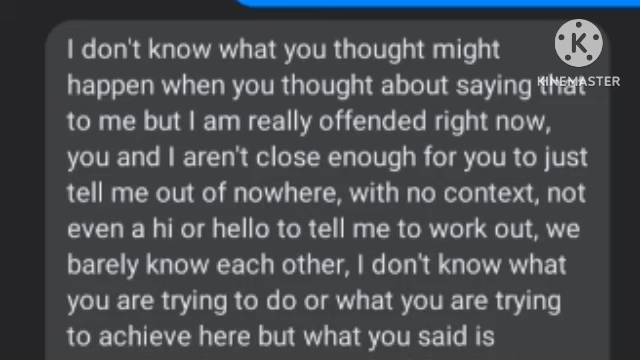 I don't know what you thought might
happen when you thought about saying that
to me but I am really offended right now,
you and I aren't close enough for you to just
tell me out of nowhere, with no context, not
even a hi or hello to tell me to work out, we
barely know each other, I don't know what
you are trying to do or what you are trying
to achieve here but what you said is
K
KINEMASTER